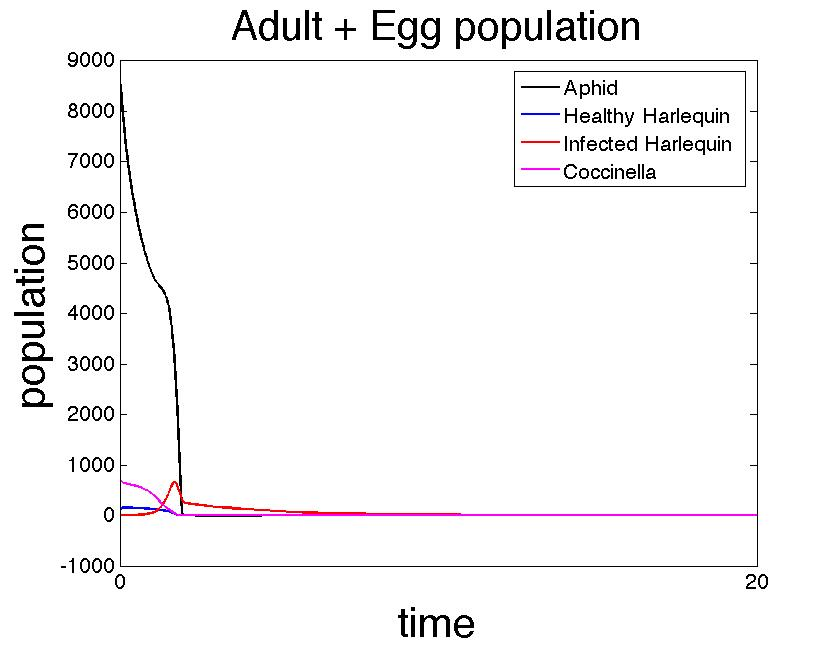 Adult + Egg population
9000
8000
7000
6000
5000
4000
3000
2000
1000
0
-1000
population
Aphid
Healthy Harlequin
Infected Harlequin
Coccinella
0
20
time